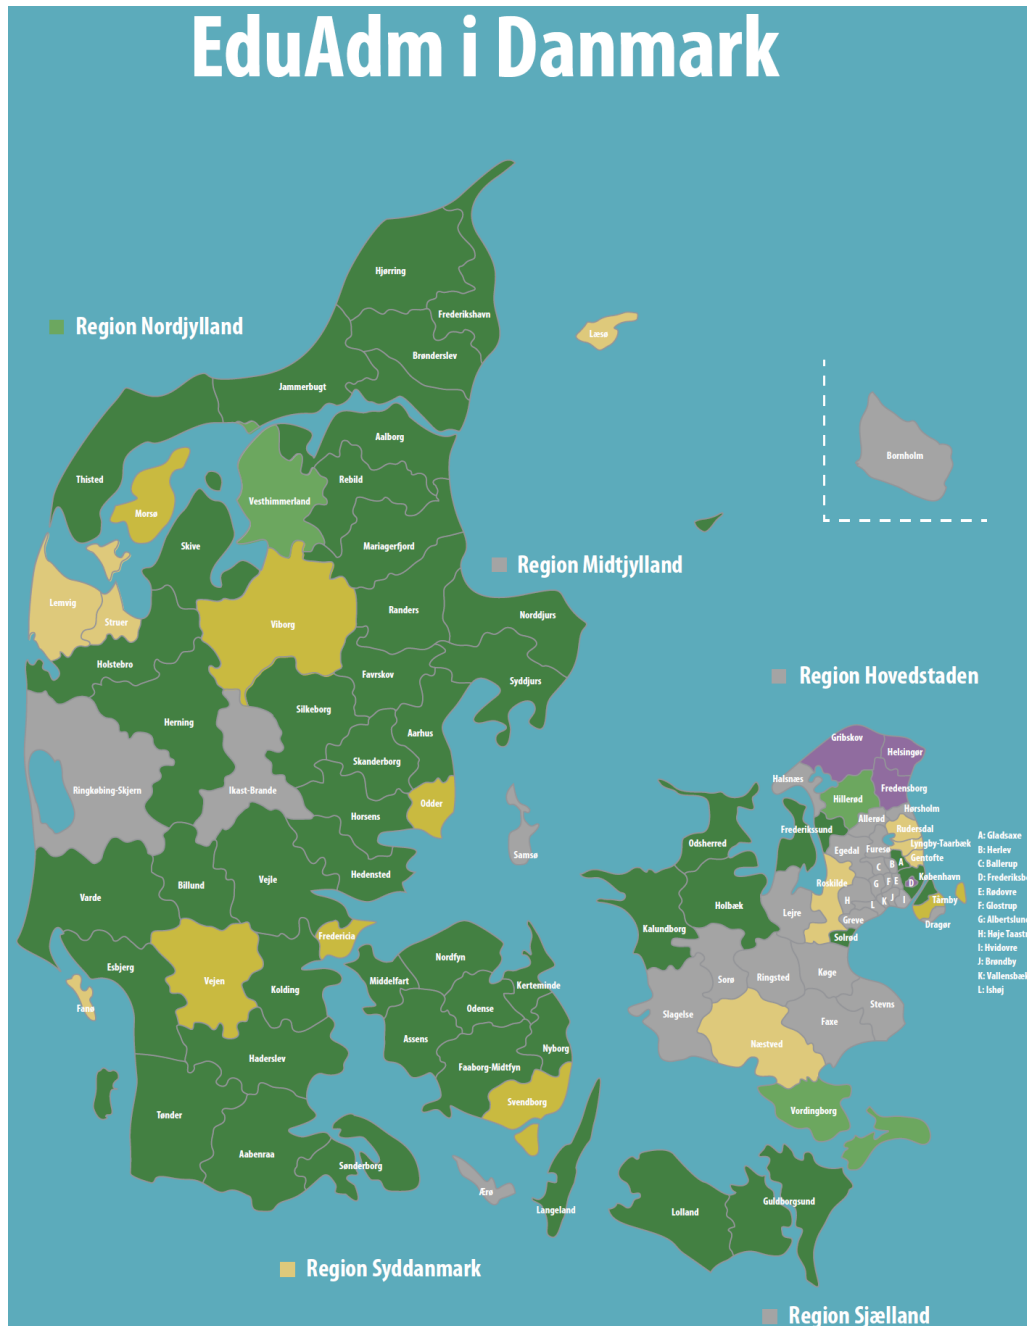 EduAdm i Danmark
Hjørring
Frederikshavn
Region Nordjylland
Læsø
Brønderslev
Jammerbugt
Aalborg
Bornholm
Thisted
Rebild
Vesthimmerland
Morsø
Skive
Mariagerfjord
Region Midtjylland
Lemvig
Randers
Norddjurs
Struer
Viborg
Holstebro
Favrskov
Syddjurs
Region Hovedstaden
Silkeborg
Herning
Aarhus
Gribskov
Helsingør
Skanderborg
Halsnæs
Ringkøbing-Skjern
Ikast-Brande
Fredensborg
Odder
Hillerød
Hørsholm
Horsens
Allerød
Frederikssund
Rudersdal
A: Gladsaxe
Odsherred
Lyngby-Taarbæk
Egedal
Furesø
B: Herlev
Samsø
Gentofte
B
A
C
C: Ballerup
Hedensted
Vejle
København
D: Frederiksbe
Billund
Roskilde
G
F
E
D
E: Rødovre
Varde
Holbæk
H
J
I
Tårnby
F: Glostrup
L
K
Lejre
Greve
G: Albertslund
Dragør
Kalundborg
H: Høje Taastr
Fredericia
Solrød
I: Hvidovre
Nordfyn
J: Brøndby
Esbjerg
Køge
K: Vallensbæk
Vejen
Middelfart
Kerteminde
Sorø
Ringsted
L: Ishøj
Kolding
Fanø
Odense
Stevns
Slagelse
Faxe
Assens
Nyborg
Næstved
Haderslev
Faaborg-Midtfyn
Svendborg
Vordingborg
Tønder
Aabenraa
Sønderborg
Ærø
Guldborgsund
Langeland
Lolland
Region Syddanmark
Region Sjælland